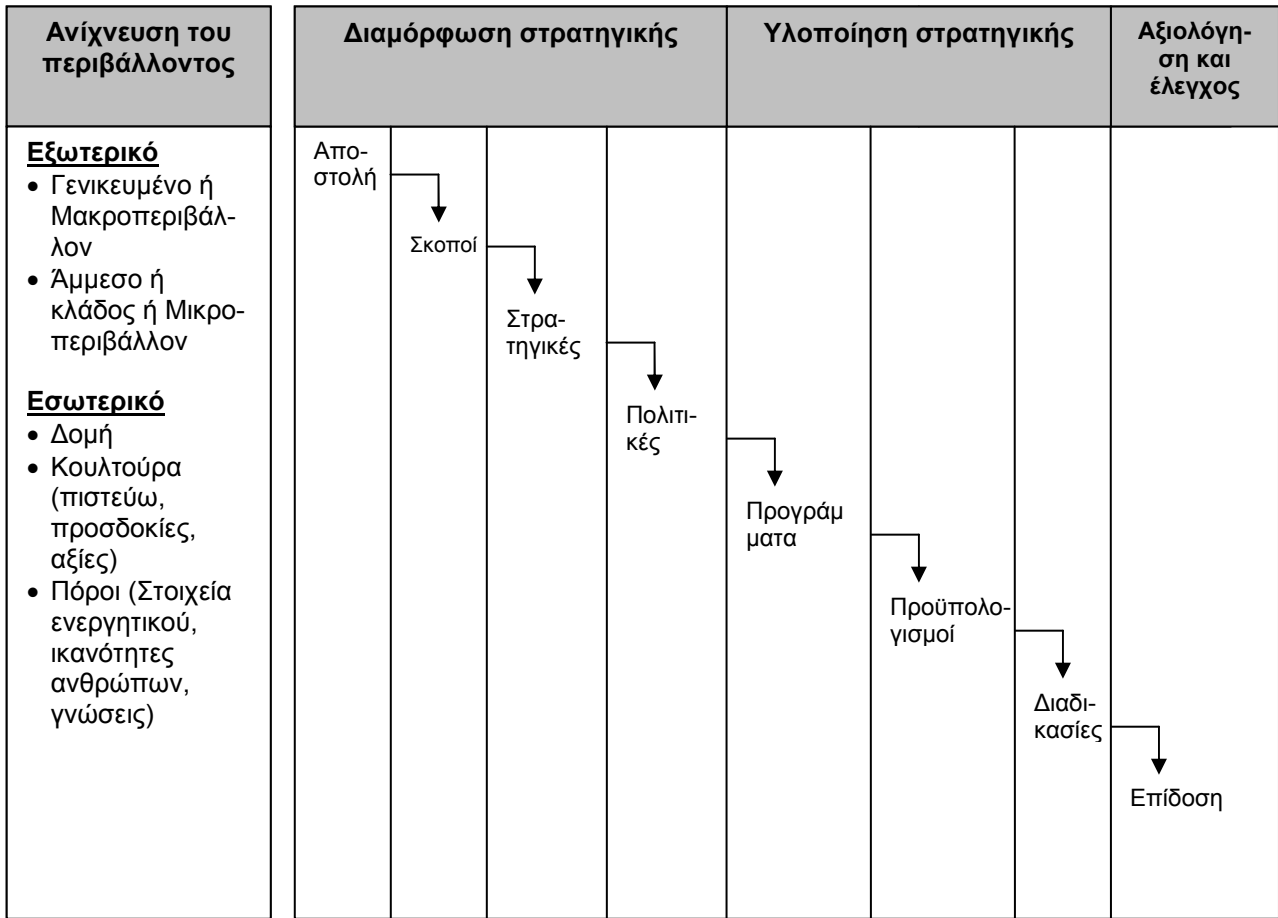 Ανίχνευση του
περιβάλλοντος
Εξωτερικό
• Γενικευμένο ή
Μακροπεριβάλ-
λον
• Άμμεσο ή
κλάδος ή Μικρο-
περιβάλλον
Εσωτερικό
• Δομή
• Κουλτούρα
(πιστεύω,
προσδοκίες,
αξίες)
• Πόροι (Στοιχεία
ενεργητικού,
ικανότητες
ανθρώπων,
γνώσεις)
Διαμόρφωση στρατηγικής
Απο-
στολή
Σκοποί
Στρα-
τηγικές
Πολιτι-
κές
Υλοποίηση στρατηγικής
Προγράμ
ματα
Προϋπολο-
γισμοί
Διαδι-
κασίες
Αξιολόγη-
ση και
έλεγχος
Επίδοση